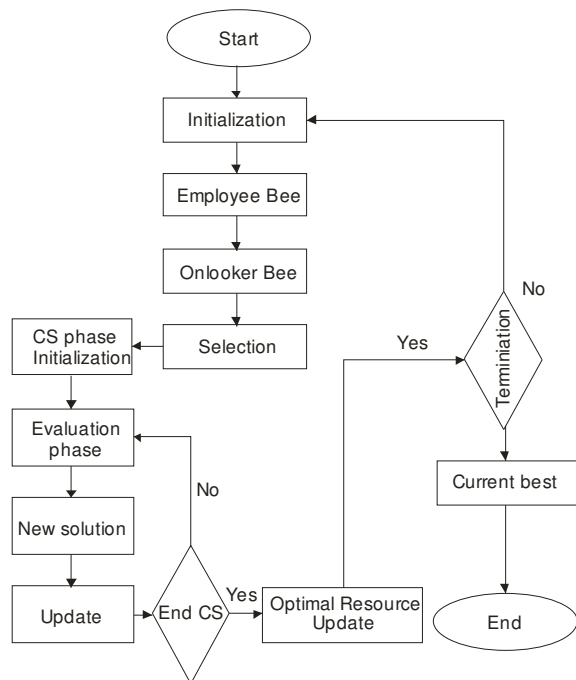 Start
Initialization
Employee Bee
Onlooker Bee
Selection
CS phase
Initialization
Evaluation
phase
New solution
Update
End CS
No
Yes
Optimal Resource
Update
Yes
Terminiation
No
Current best
End